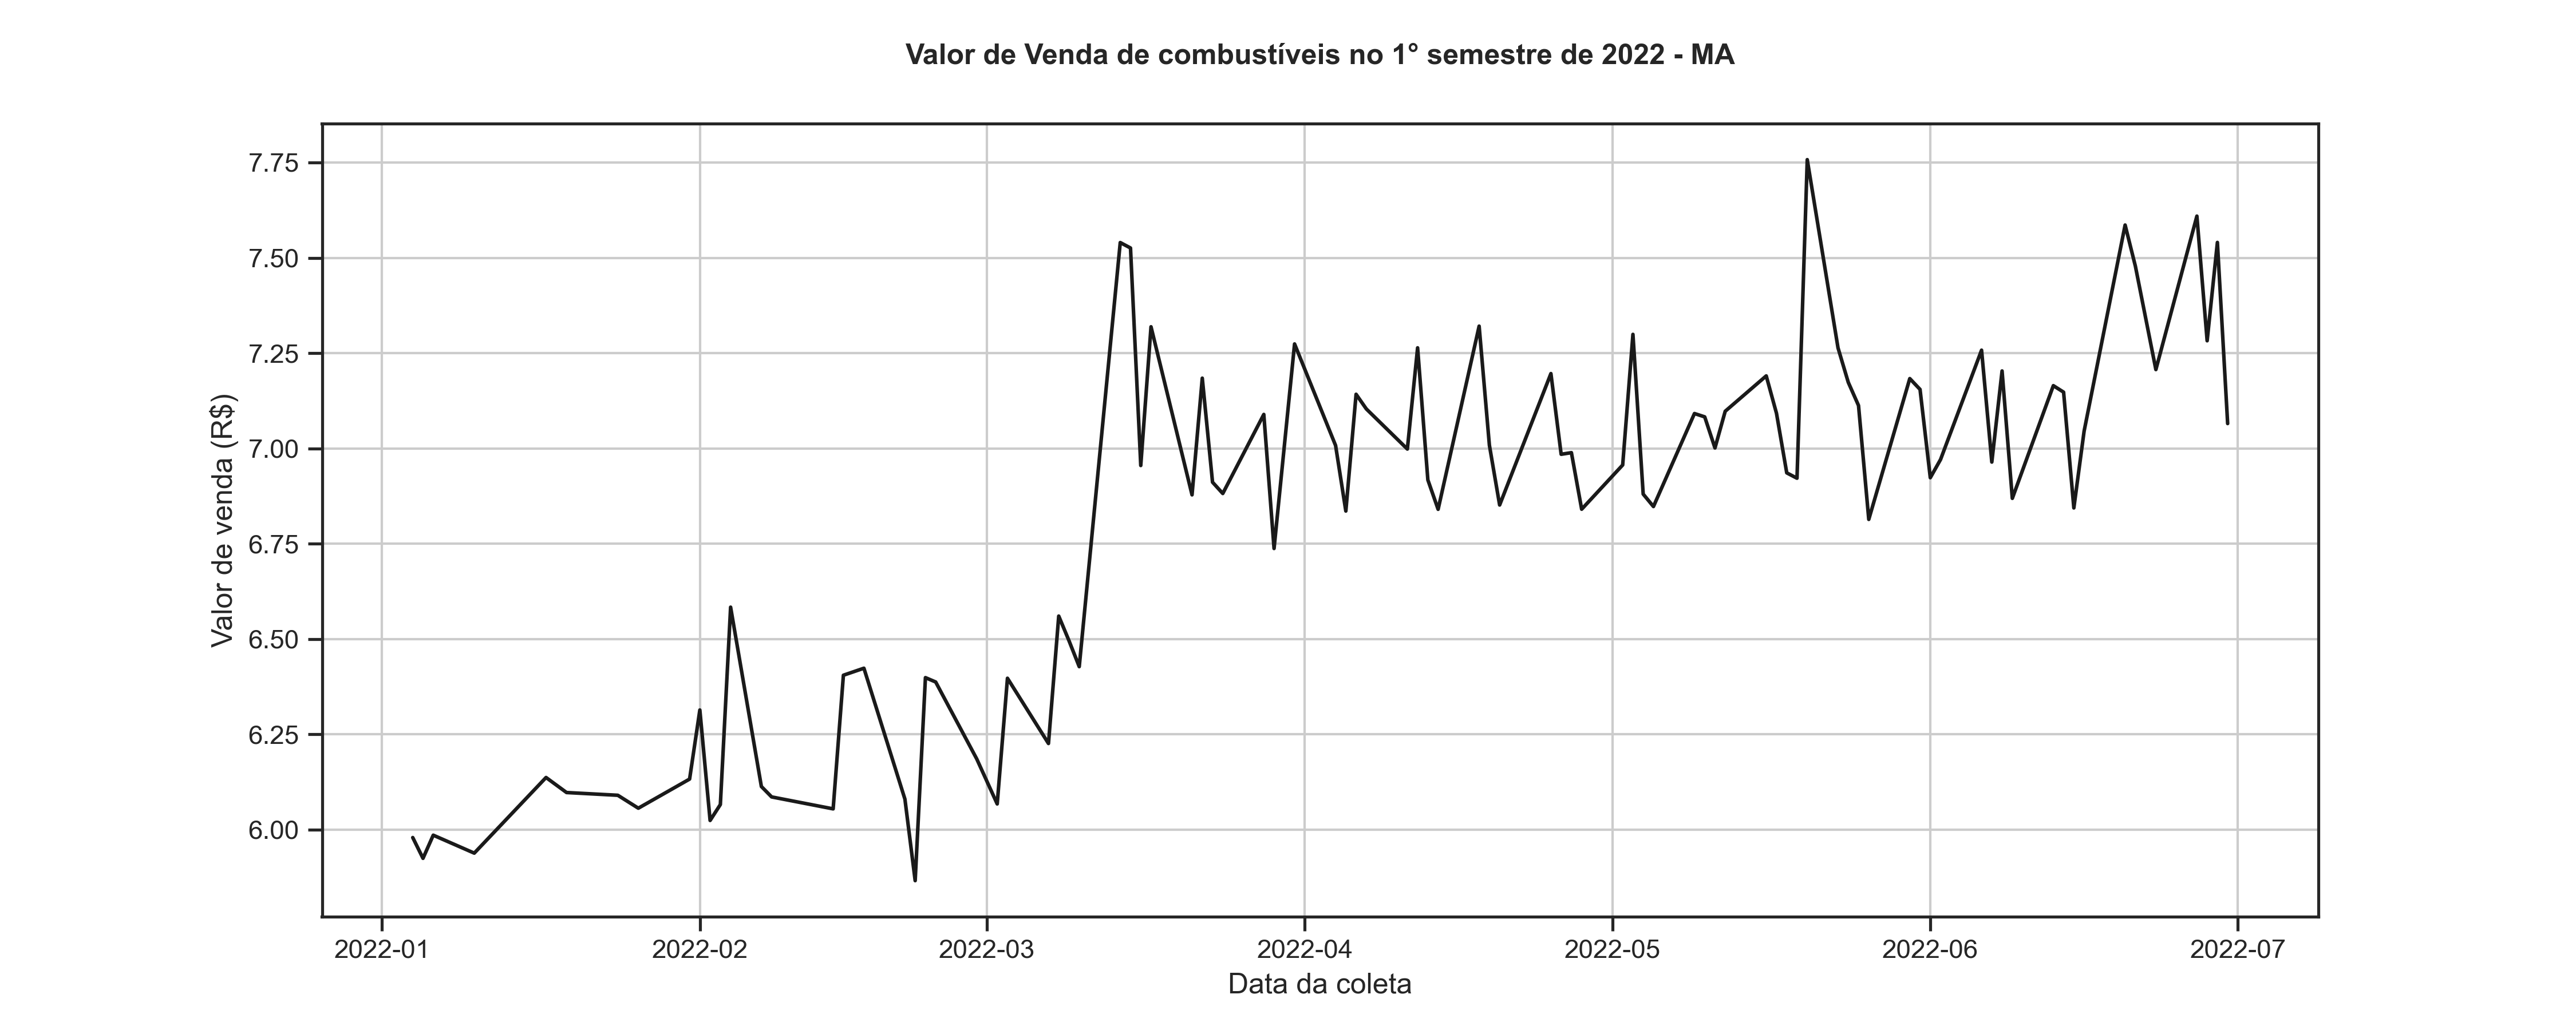 Valor de Venda de combustíveis no 1° semestre de 2022 - MA
Valor de venda (R$)
7.75
7.50
7.25
7.00
6.75
6.50
6.25
6.00
2022-01 2022-02 2022-03 2022-04 2022-05 2022-06 2022-07
Data da coleta